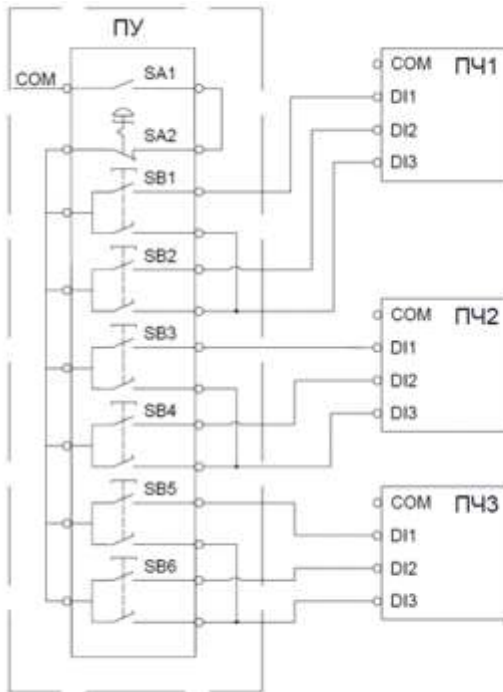 ПУ
COM
SA1
SA2
SB1
SB2
SB3
SB4
SB5
SB6
COM ПЧ1
DI1
DI2
DI3
COM ПЧ2
DI1
DI2
DI3
COM ПЧ3
DI1
DI2
DI3